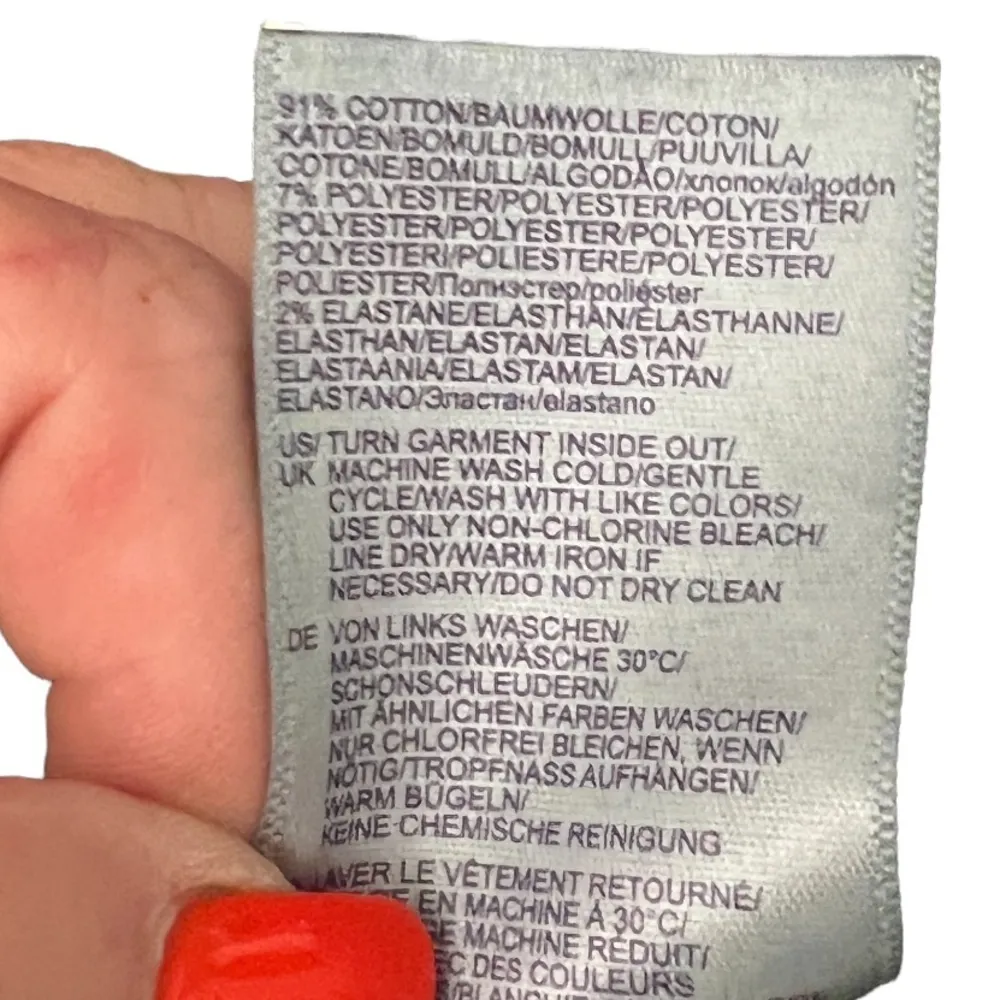 91% COTTON/BAUMWOLLE/COTON/
KATOEN/BOMULD/BOMULL/PUUVILLA/
COTONE/BOMULL/ALGODÃO/хлопок/algodón
7% POLYESTER/POLYESTER/POLYESTER/
POLYESTER/POLYESTER/POLYESTER/
POLYESTERI/POLIESTERE/POLYESTER/
POLIESTER/Полиэстер/poliéster
2% ELASTANE/ELASTHAN/ÉLASTHANNE/
ELASTHAN/ELASTAN/ELASTAN/
ELASTAANIA/ELASTAM/ELASTAN/
ELASTANO/Эластан/elastano
US/ TURN GARMENT INSIDE OUT/
UK MACHINE WASH COLD/GENTLE
CYCLE/WASH WITH LIKE COLORS/
USE ONLY NON-CHLORINE BLEACH/
LINE DRY/WARM IRON IF
NECESSARY/DO NOT DRY CLEAN
DE VON LINKS WASCHEN/
MASCHINENWÄSCHE 30°C/
SCHONSCHLEUDERN/
MIT ÄHNLICHEN FARBEN WASCHEN/
NUR CHLORFREI BLEICHEN, WENN
NÖTIG/TROPFNASS AUFHÄNGEN/
WARM BÜGELN/
KEINE CHEMISCHE REINIGUNG
LE VÊTEMENT RETOURNÉ/
EN MACHINE À 30°C/
MACHINE RÉDUIT/
DES COULEURS